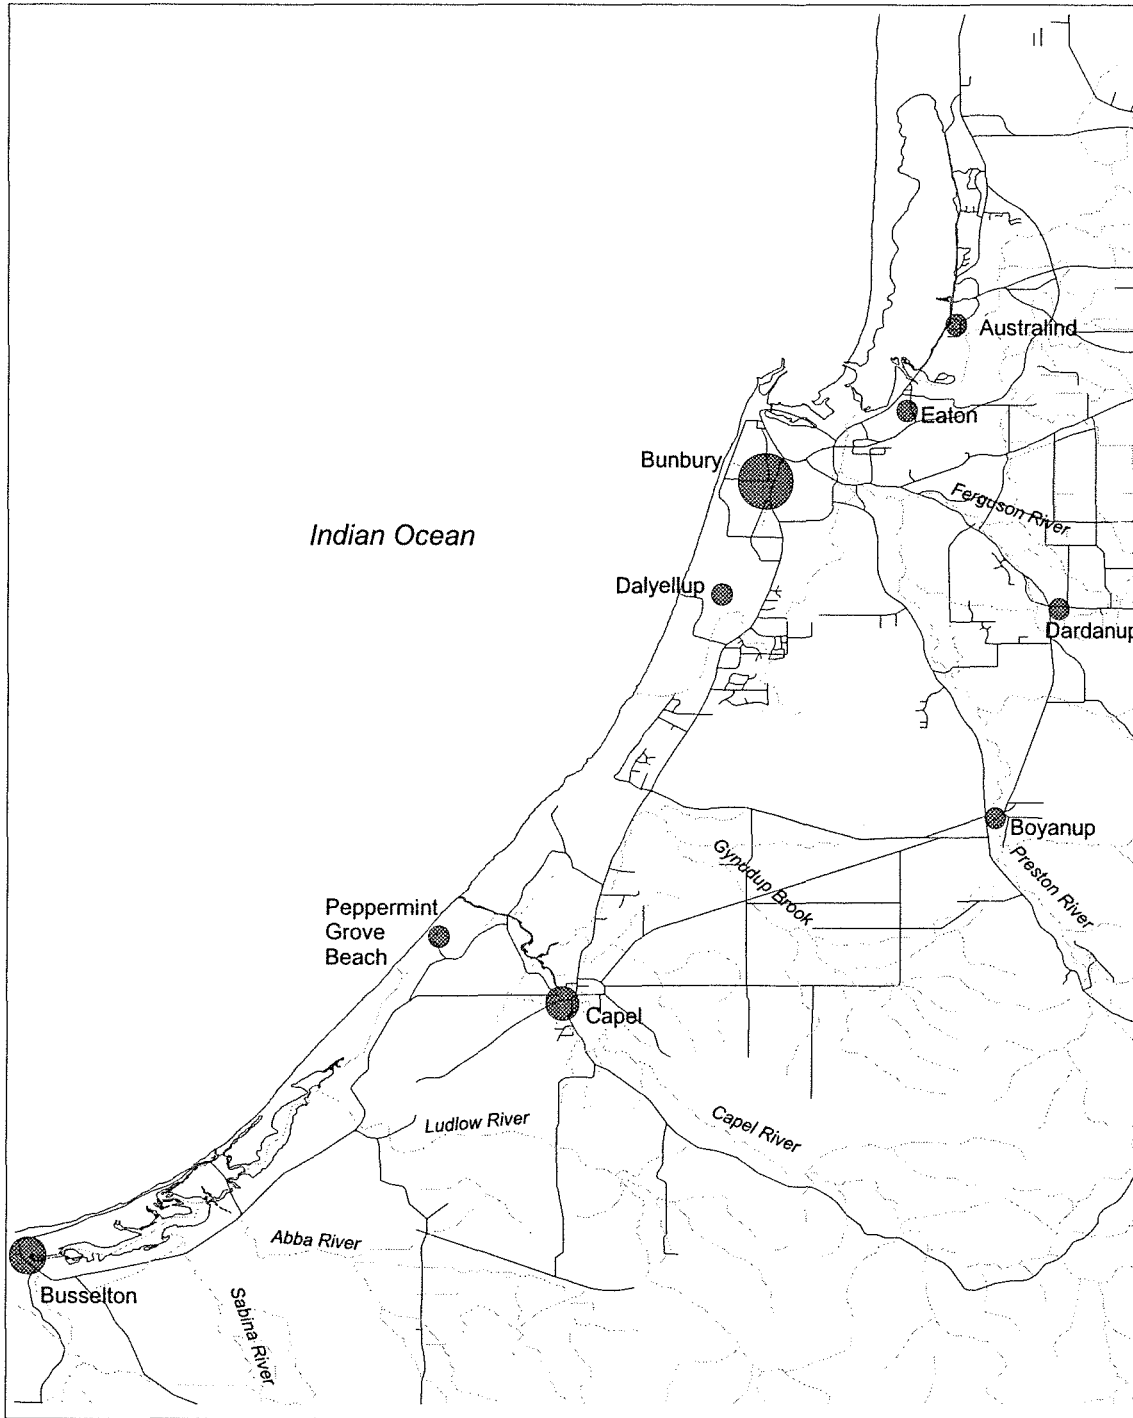 Australind
Eaton
Bunbury
Ferguson River
Indian Ocean
Dalyellup
Dardanup
Boyanup
Gynudup Brook
Preston River
Peppermint
Grove
Beach
Capel
Ludlow River
Capel River
Abba River
Busselton
Sabina River